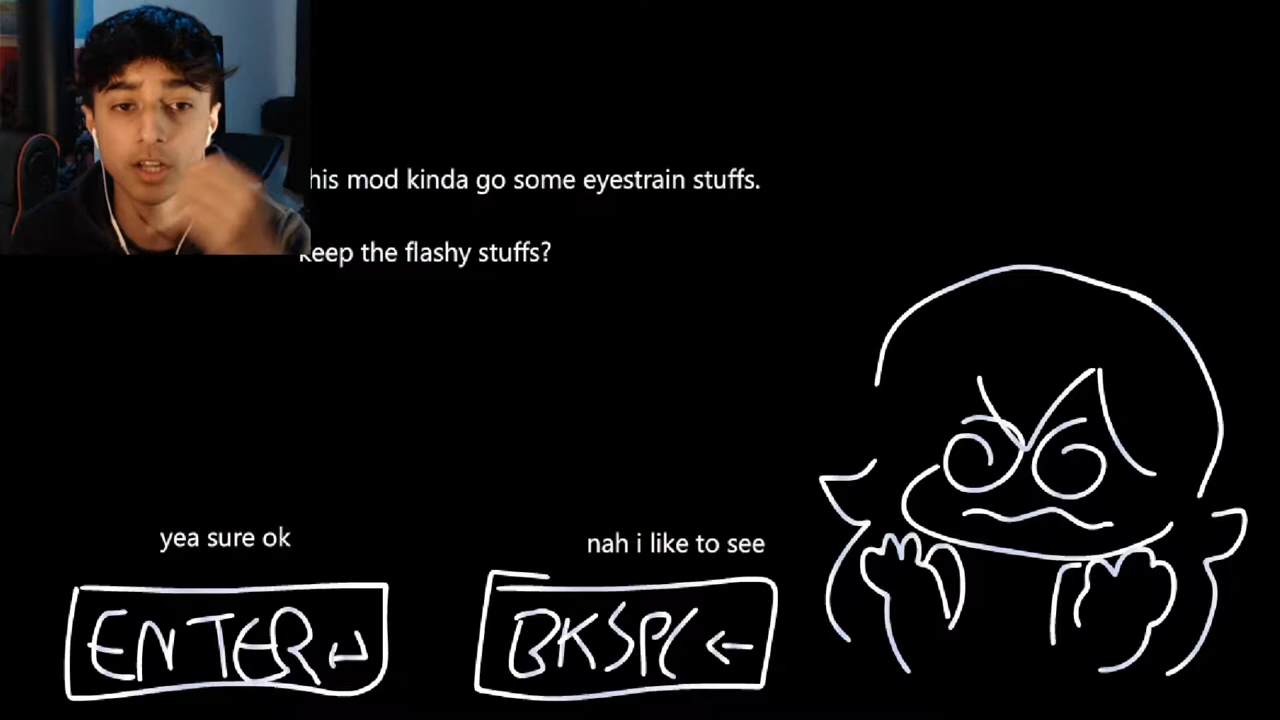 his mod kinda go some eyestrain stuffs.
keep the flashy stuffs?
yea sure ok
nah i like to see
ENTER ↵
BKSPC ←